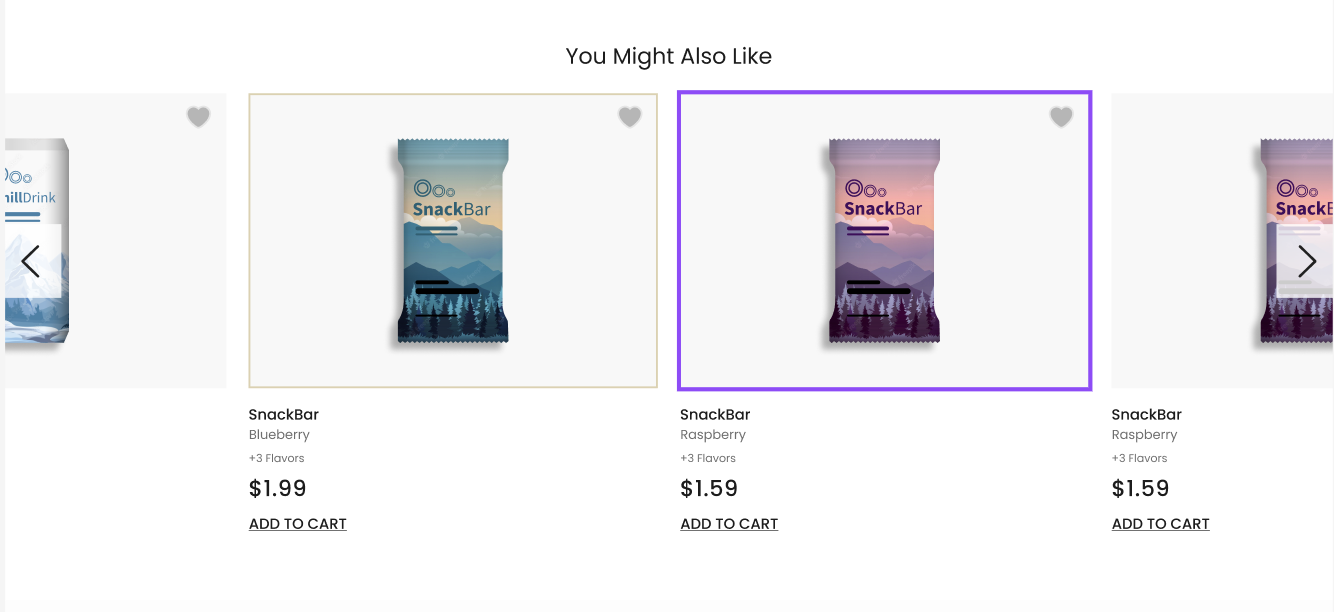 You Might Also Like
hillDrink
SnackBar
SnackBar
Snack
SnackBar
Blueberry
+3 Flavors
$1.99
ADD TO CART
SnackBar
Raspberry
+3 Flavors
$1.59
ADD TO CART
SnackBar
Raspberry
+3 Flavors
$1.59
ADD TO CART